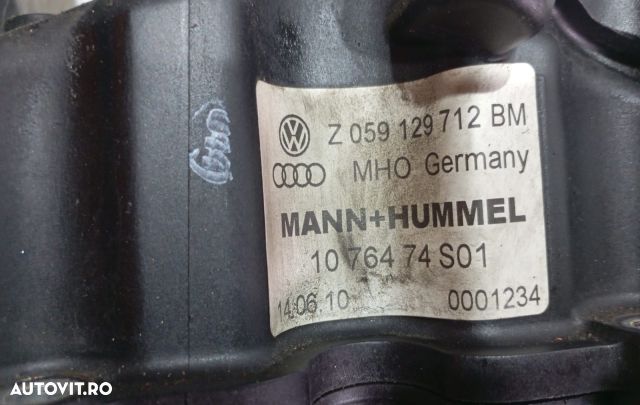 Z 059 129 712 BM
MHO Germany
MANN+HUMMEL
10 764 74 S01
14.06.10 0001234
AUTOVIT.RO